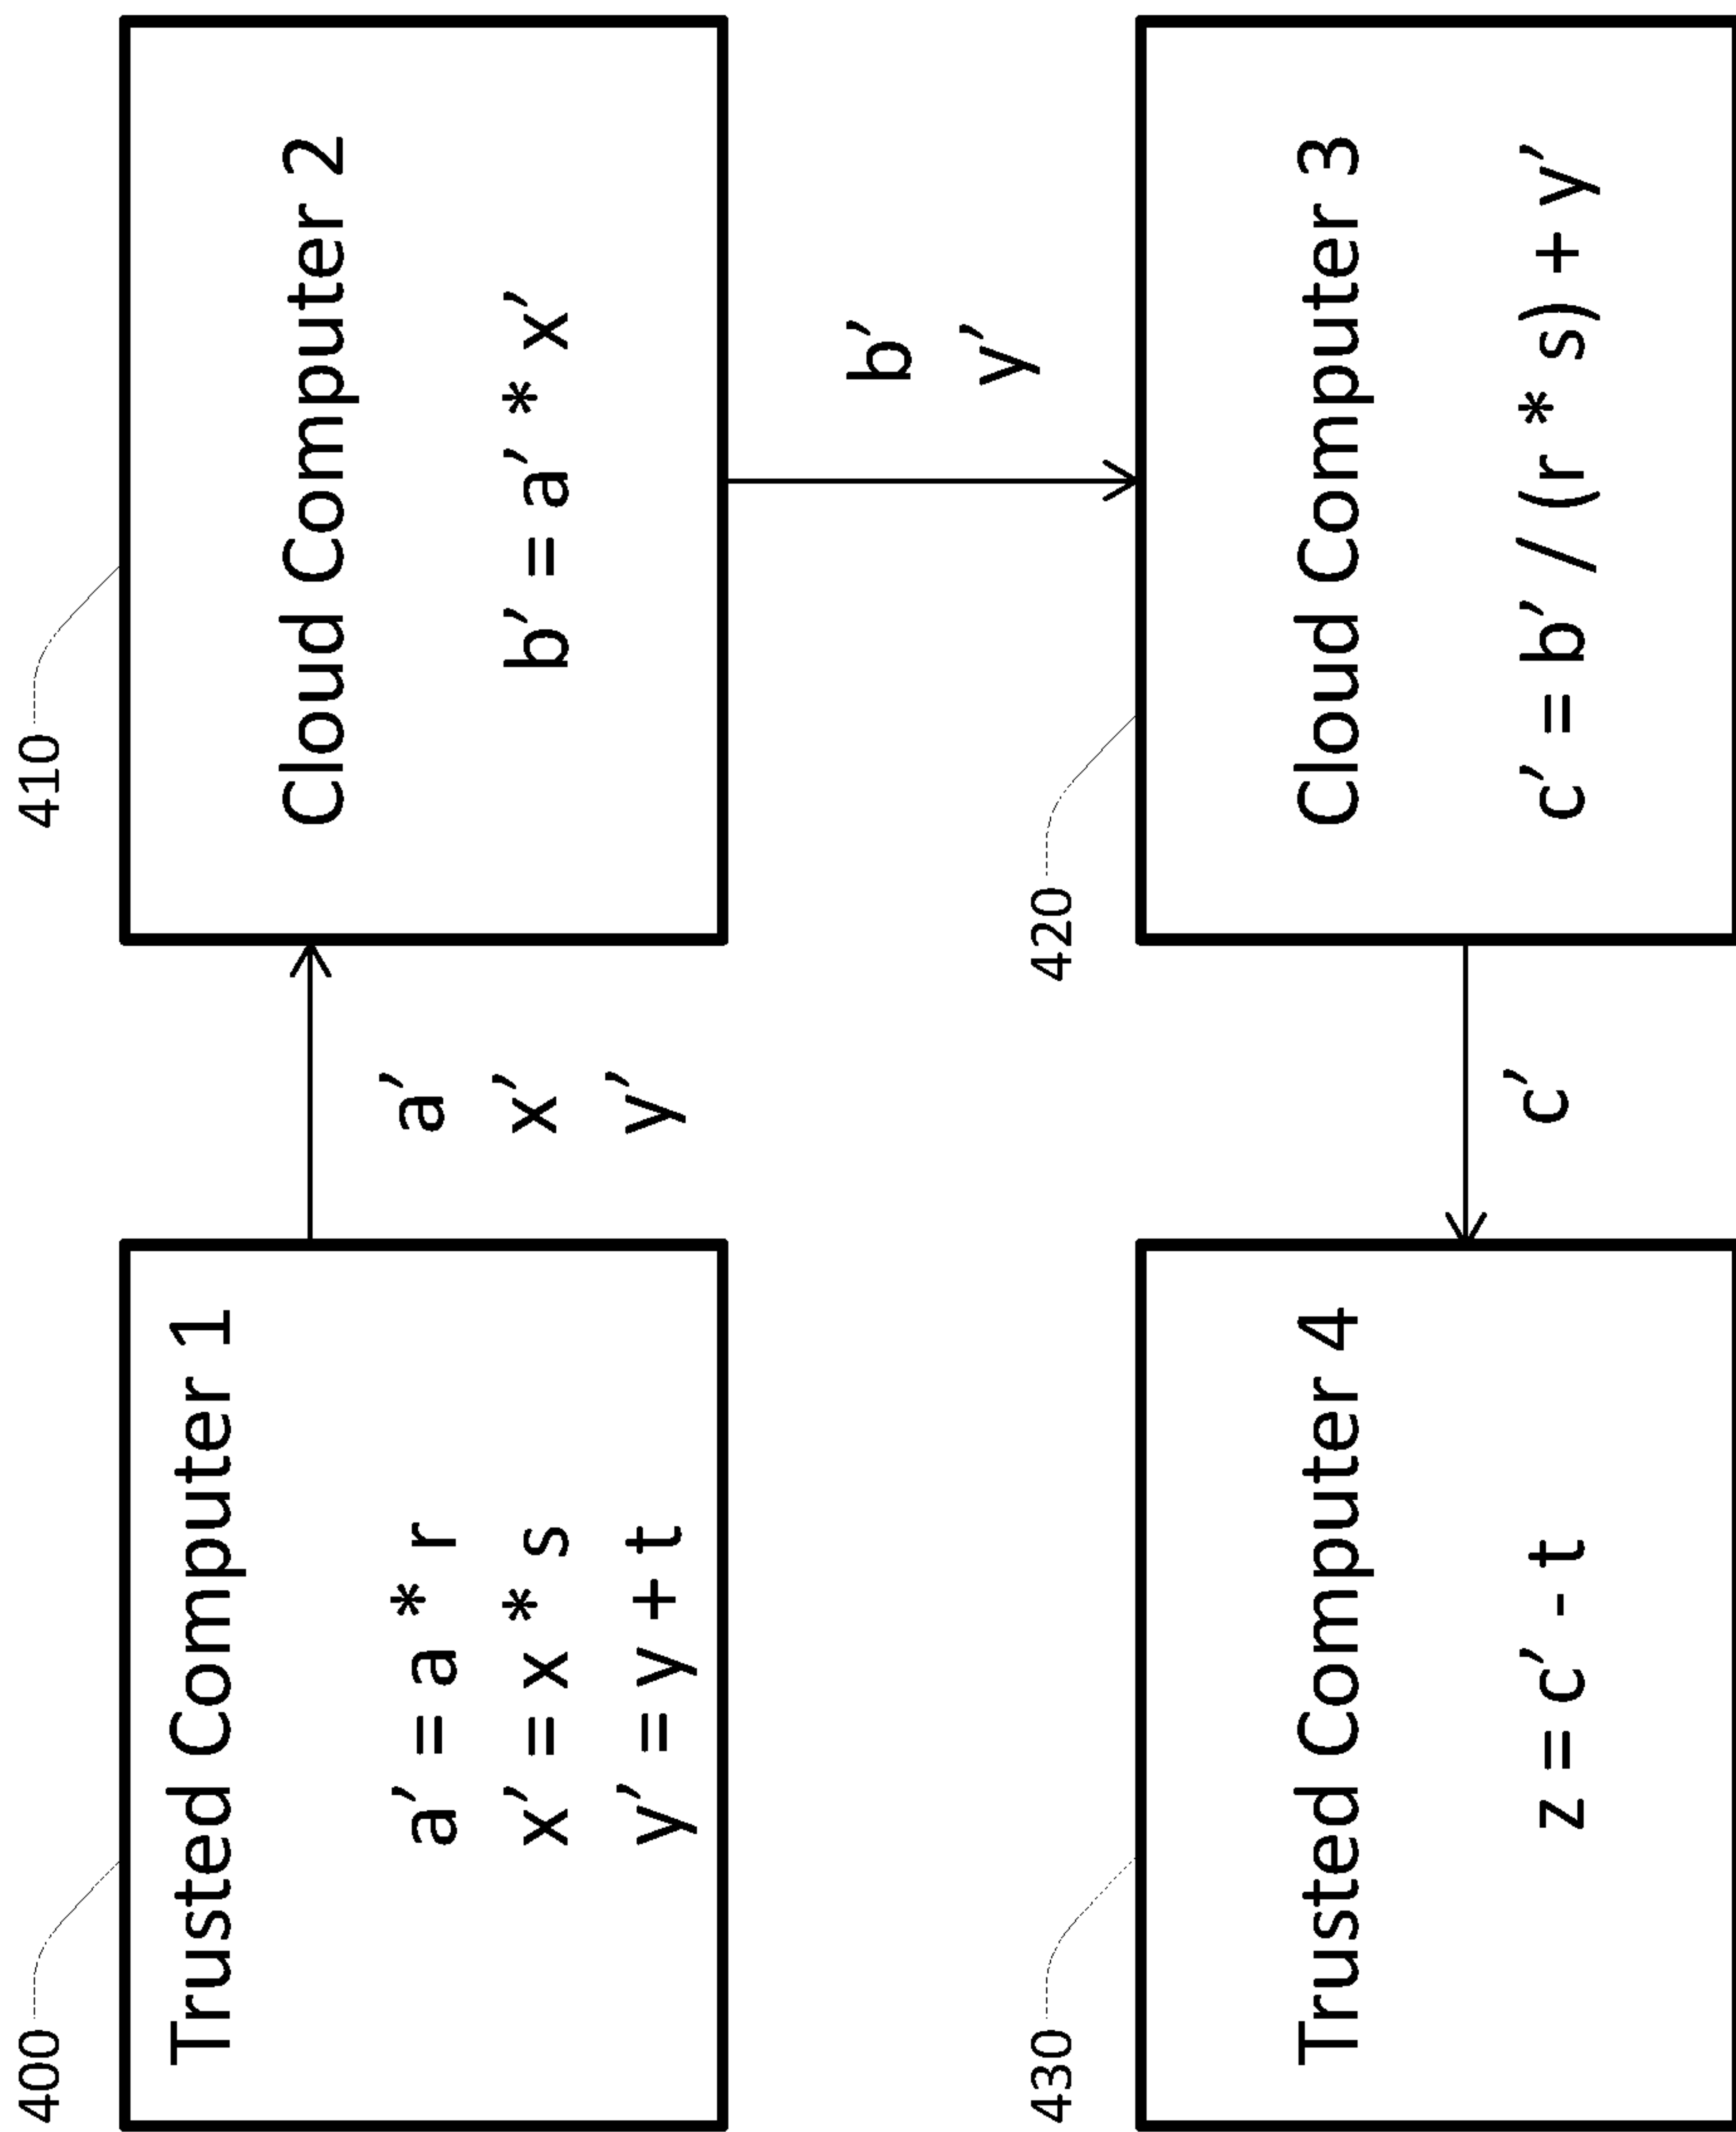 400
Trusted Computer 1
a′ = a * r
x′ = x * s
y′ = y + t
a′
x′
y′
410
Cloud Computer 2
b′ = a′ * x′
b′
y′
420
Cloud Computer 3
c′ = b′ / (r * s) + y′
c′
430
Trusted Computer 4
z = c′ - t